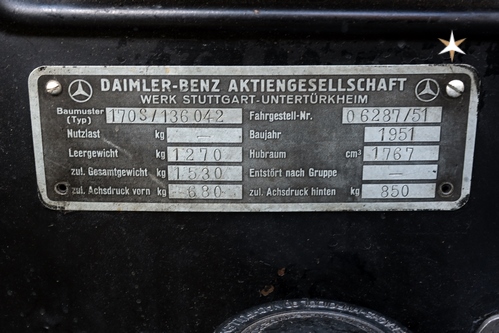 DAIMLER-BENZ AKTIENGESELLSCHAFT
WERK STUTTGART-UNTERTÜRKHEIM
Baumuster (Typ) 170S/136042 Fahrgestell-Nr. 06287/51
Nutzlast kg — Baujahr 1951
Leergewicht kg 1270 Hubraum cm³ 1767
zul. Gesamtgewicht kg 1530 Entstört nach Gruppe —
zul. Achsdruck vorn kg 680 zul. Achsdruck hinten kg 850